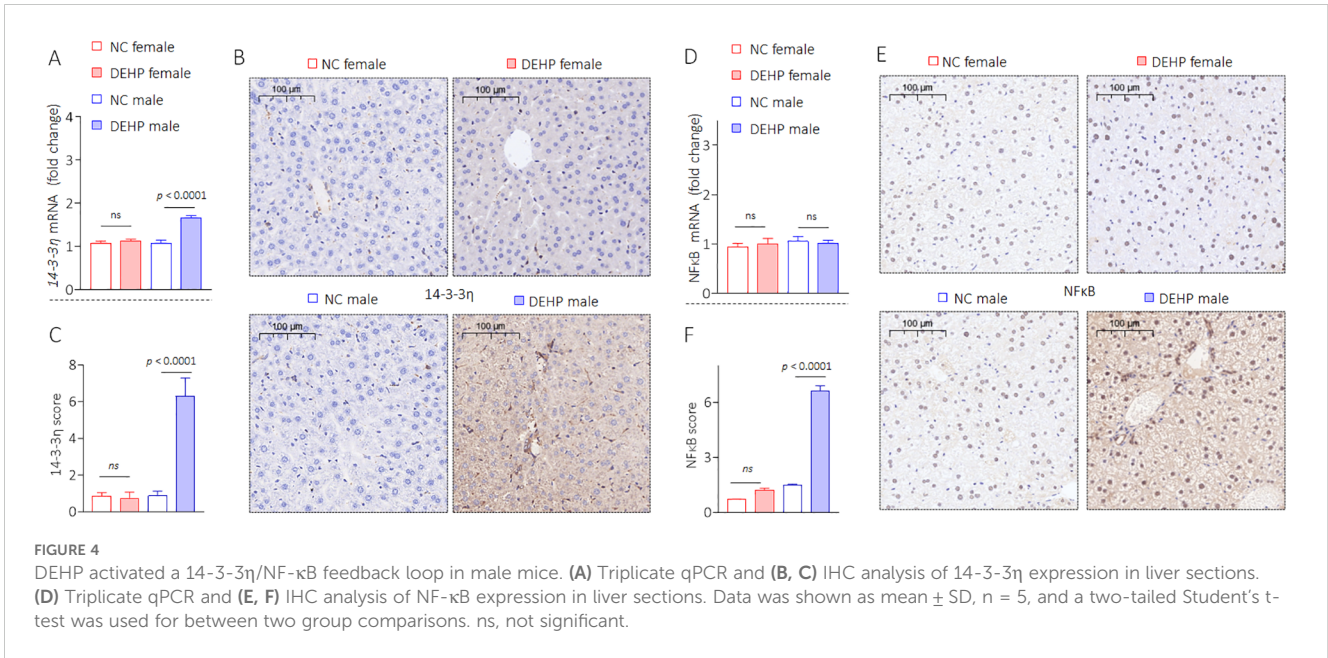 A
NC female
DEHP female
NC male
DEHP male
14-3-3η mRNA (fold change)
4
3
2
1
0
ns
p < 0.0001
B
NC female
DEHP female
100 µm
100 µm
14-3-3η
NC male
DEHP male
100 µm
100 µm
C
14-3-3η score
8
6
4
2
0
ns
p < 0.0001
D
NC female
DEHP female
NC male
DEHP male
NFκB mRNA (fold change)
3
2
1
0
ns
ns
E
NC female
DEHP female
100 µm
100 µm
NFκB
NC male
DEHP male
100 µm
100 µm
F
NFκB score
6
3
0
ns
p < 0.0001
FIGURE 4
DEHP activated a 14-3-3η/NF-κB feedback loop in male mice. (A) Triplicate qPCR and (B, C) IHC analysis of 14-3-3η expression in liver sections.
(D) Triplicate qPCR and (E, F) IHC analysis of NF-κB expression in liver sections. Data was shown as mean ± SD, n = 5, and a two-tailed Student's t-
test was used for between two group comparisons. ns, not significant.